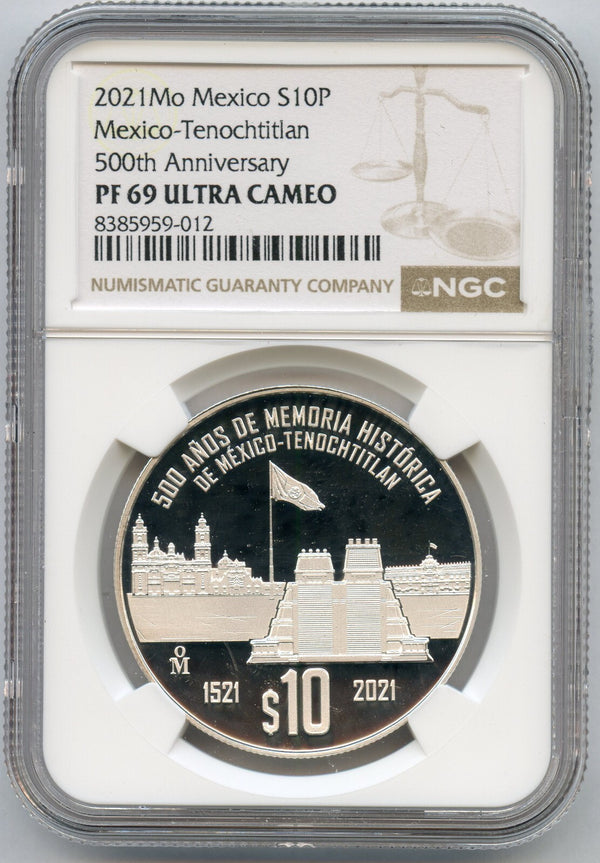 2021Mo Mexico S10P
Mexico-Tenochtitlan
500th Anniversary
PF 69 ULTRA CAMEO
8385959-012
NUMISMATIC GUARANTY COMPANY
NGC
500 AÑOS DE MEMORIA HISTÓRICA
DE MÉXICO-TENOCHTITLAN
Mo
1521
$10
2021